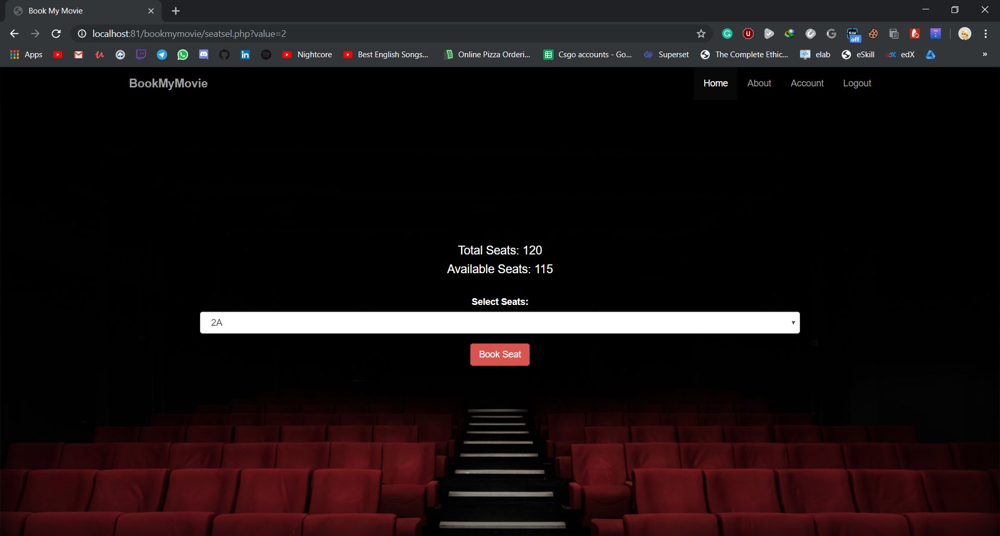 Book My Movie
localhost:81/bookmymovie/seatsel.php?value=2
off
Apps Nightcore Best English Songs... Online Pizza Orderi... Csgo accounts - Go... Superset The Complete Ethic... elab eSkill edX »
BookMyMovie Home About Account Logout
Total Seats: 120
Available Seats: 115
Select Seats:
2A
Book Seat